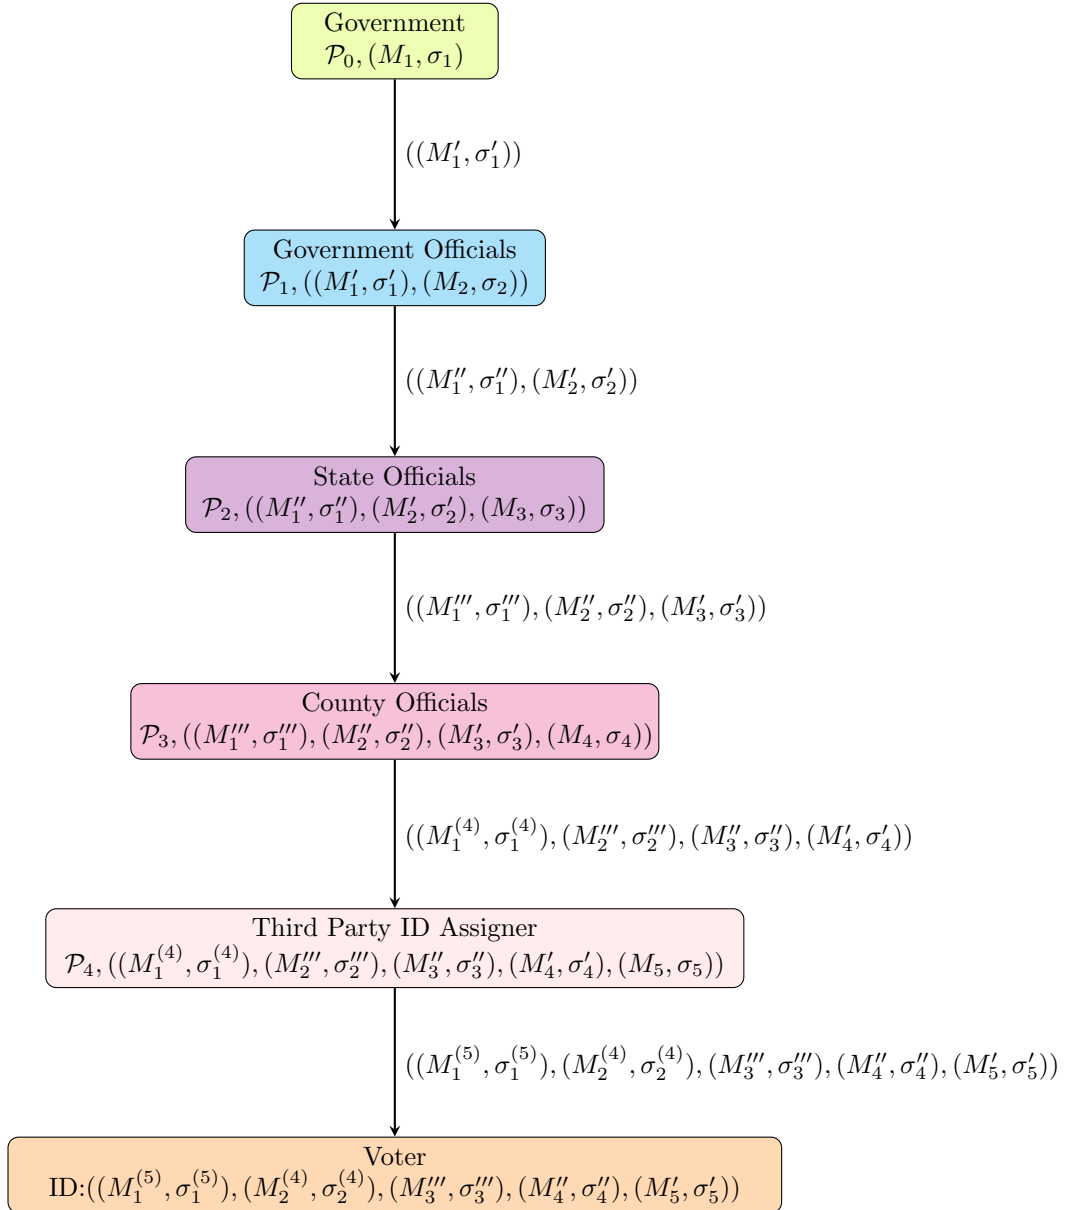 Government
𝒫₀, (M₁, σ₁)
((M₁′, σ₁′))
Government Officials
𝒫₁, ((M₁′, σ₁′), (M₂, σ₂))
((M₁″, σ₁″), (M₂′, σ₂′))
State Officials
𝒫₂, ((M₁″, σ₁″), (M₂′, σ₂′), (M₃, σ₃))
((M₁‴, σ₁‴), (M₂″, σ₂″), (M₃′, σ₃′))
County Officials
𝒫₃, ((M₁‴, σ₁‴), (M₂″, σ₂″), (M₃′, σ₃′), (M₄, σ₄))
((M₁⁽⁴⁾, σ₁⁽⁴⁾), (M₂‴, σ₂‴), (M₃″, σ₃″), (M₄′, σ₄′))
Third Party ID Assigner
𝒫₄, ((M₁⁽⁴⁾, σ₁⁽⁴⁾), (M₂‴, σ₂‴), (M₃″, σ₃″), (M₄′, σ₄′), (M₅, σ₅))
((M₁⁽⁵⁾, σ₁⁽⁵⁾), (M₂⁽⁴⁾, σ₂⁽⁴⁾), (M₃‴, σ₃‴), (M₄″, σ₄″), (M₅′, σ₅′))
Voter
ID:((M₁⁽⁵⁾, σ₁⁽⁵⁾), (M₂⁽⁴⁾, σ₂⁽⁴⁾), (M₃‴, σ₃‴), (M₄″, σ₄″), (M₅′, σ₅′))